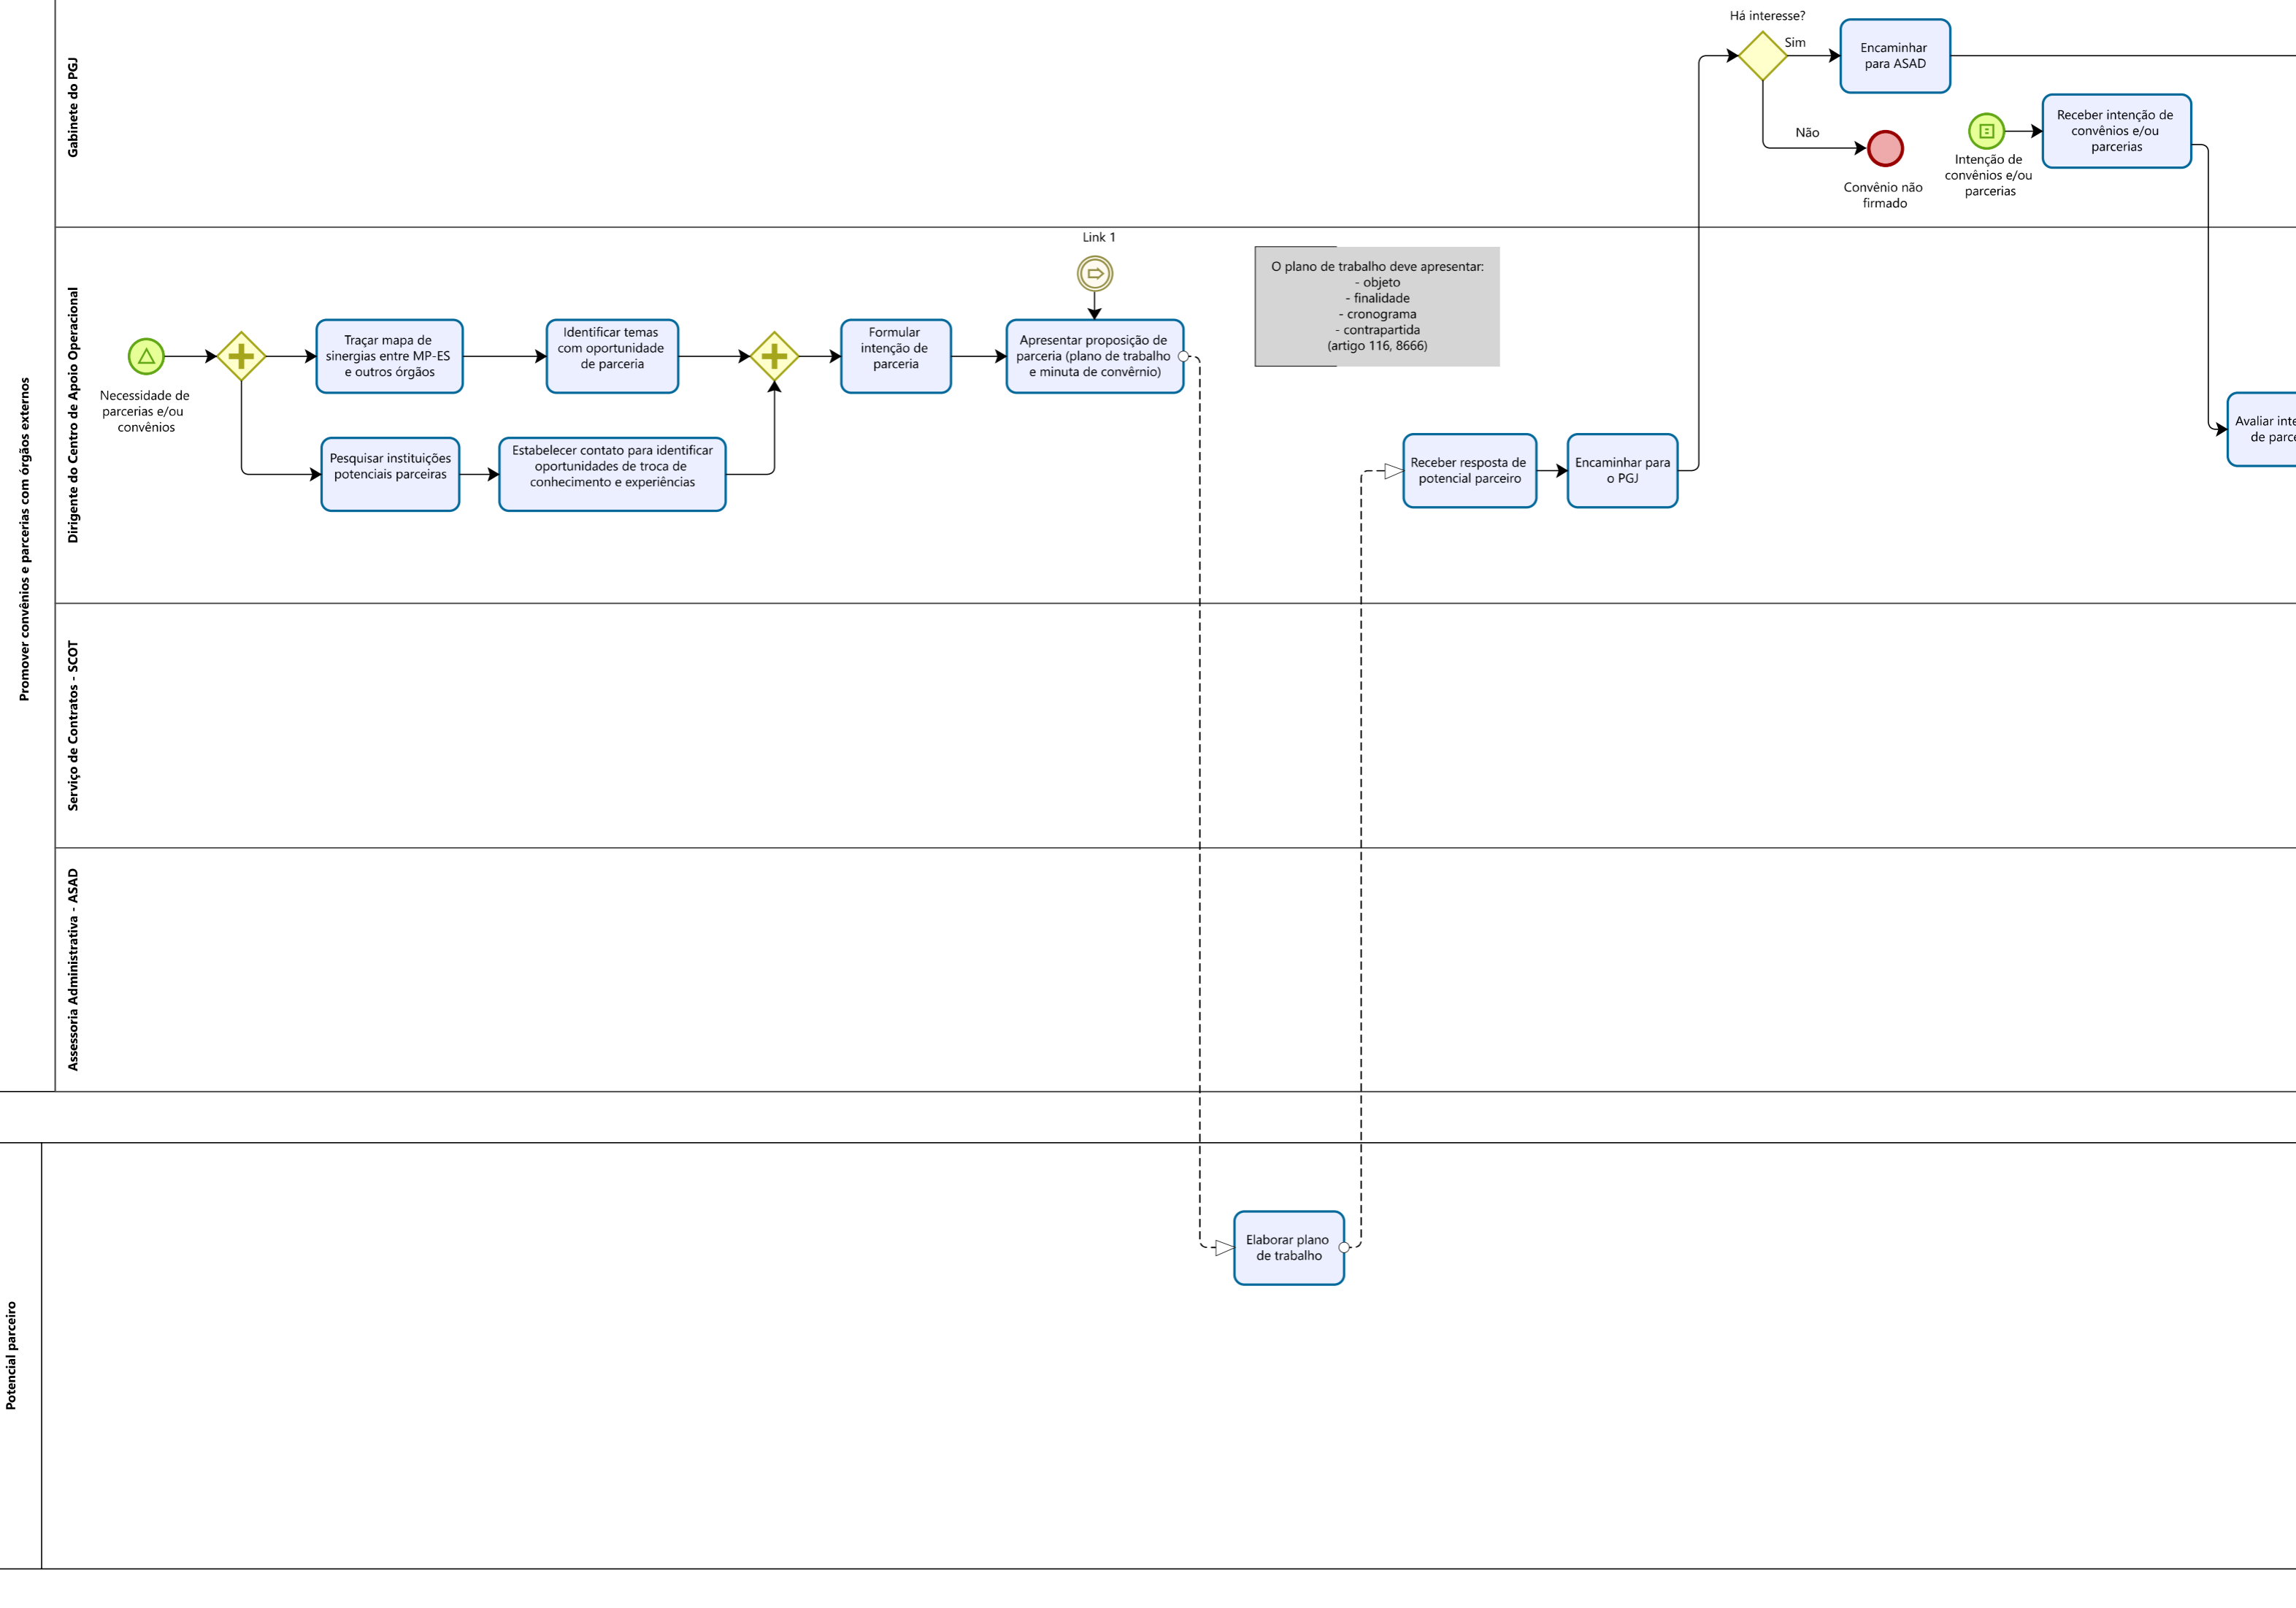 Promover convênios e parcerias com órgãos externos
Gabinete do PGJ
Há interesse?
Sim
Não
Encaminhar
para ASAD
Convênio não
firmado
Intenção de
convênios e/ou
parcerias
Receber intenção de
convênios e/ou
parcerias
Dirigente do Centro de Apoio Operacional
Necessidade de
parcerias e/ou
convênios
Traçar mapa de
sinergias entre MP-ES
e outros órgãos
Identificar temas
com oportunidade
de parceria
Pesquisar instituições
potenciais parceiras
Estabelecer contato para identificar
oportunidades de troca de
conhecimento e experiências
Formular
intenção de
parceria
Link 1
Apresentar proposição de
parceria (plano de trabalho
e minuta de convêrnio)
O plano de trabalho deve apresentar:
- objeto
- finalidade
- cronograma
- contrapartida
(artigo 116, 8666)
Receber resposta de
potencial parceiro
Encaminhar para
o PGJ
Avaliar
de
Serviço de Contratos - SCOT
Assessoria Administrativa - ASAD
Potencial parceiro
Elaborar plano
de trabalho